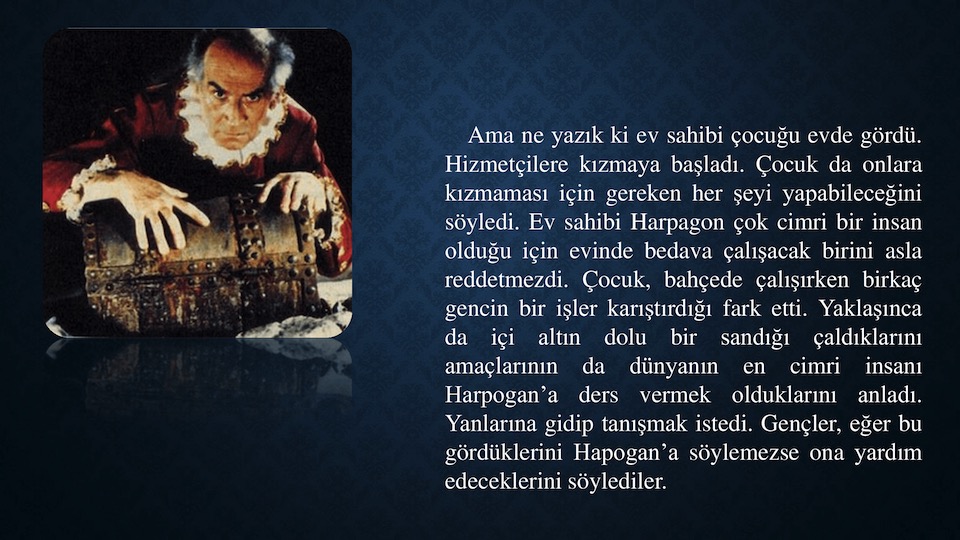 Ama ne yazık ki ev sahibi çocuğu evde gördü.
Hizmetçilere kızmaya başladı. Çocuk da onlara
kızmaması için gereken her şeyi yapabileceğini
söyledi. Ev sahibi Harpagon çok cimri bir insan
olduğu için evinde bedava çalışacak birini asla
reddetmezdi. Çocuk, bahçede çalışırken birkaç
gencin bir işler karıştırdığı fark etti. Yaklaşınca
da içi altın dolu bir sandığı çaldıklarını
amaçlarının da dünyanın en cimri insanı
Harpogan’a ders vermek olduklarını anladı.
Yanlarına gidip tanışmak istedi. Gençler, eğer bu
gördüklerini Hapogan’a söylemezse ona yardım
edeceklerini söylediler.